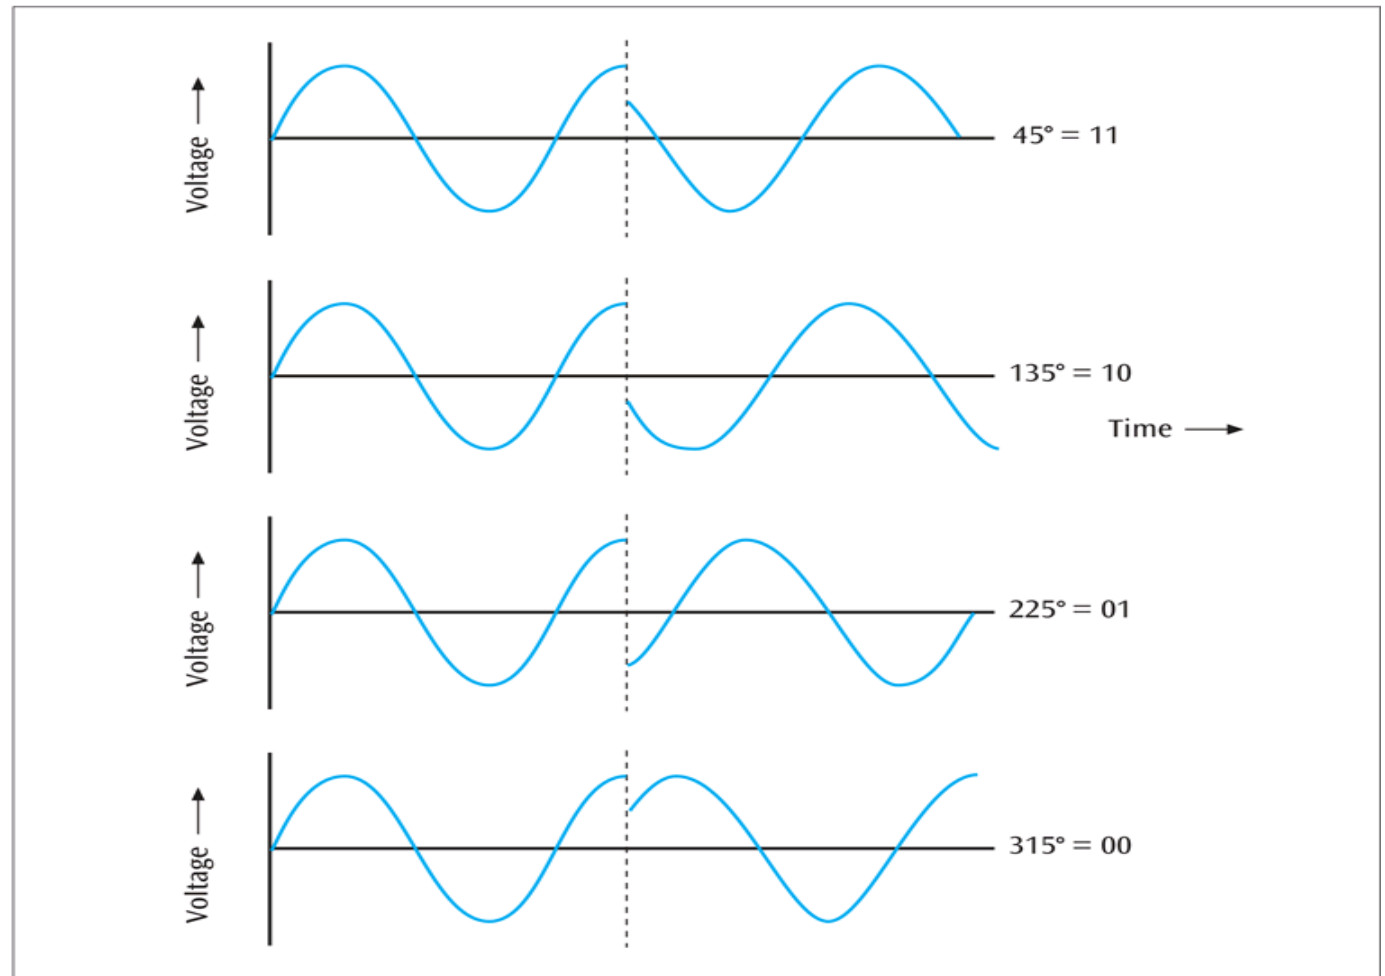 Voltage
45° = 11
Voltage
135° = 10
Time
Voltage
225° = 01
Voltage
315° = 00